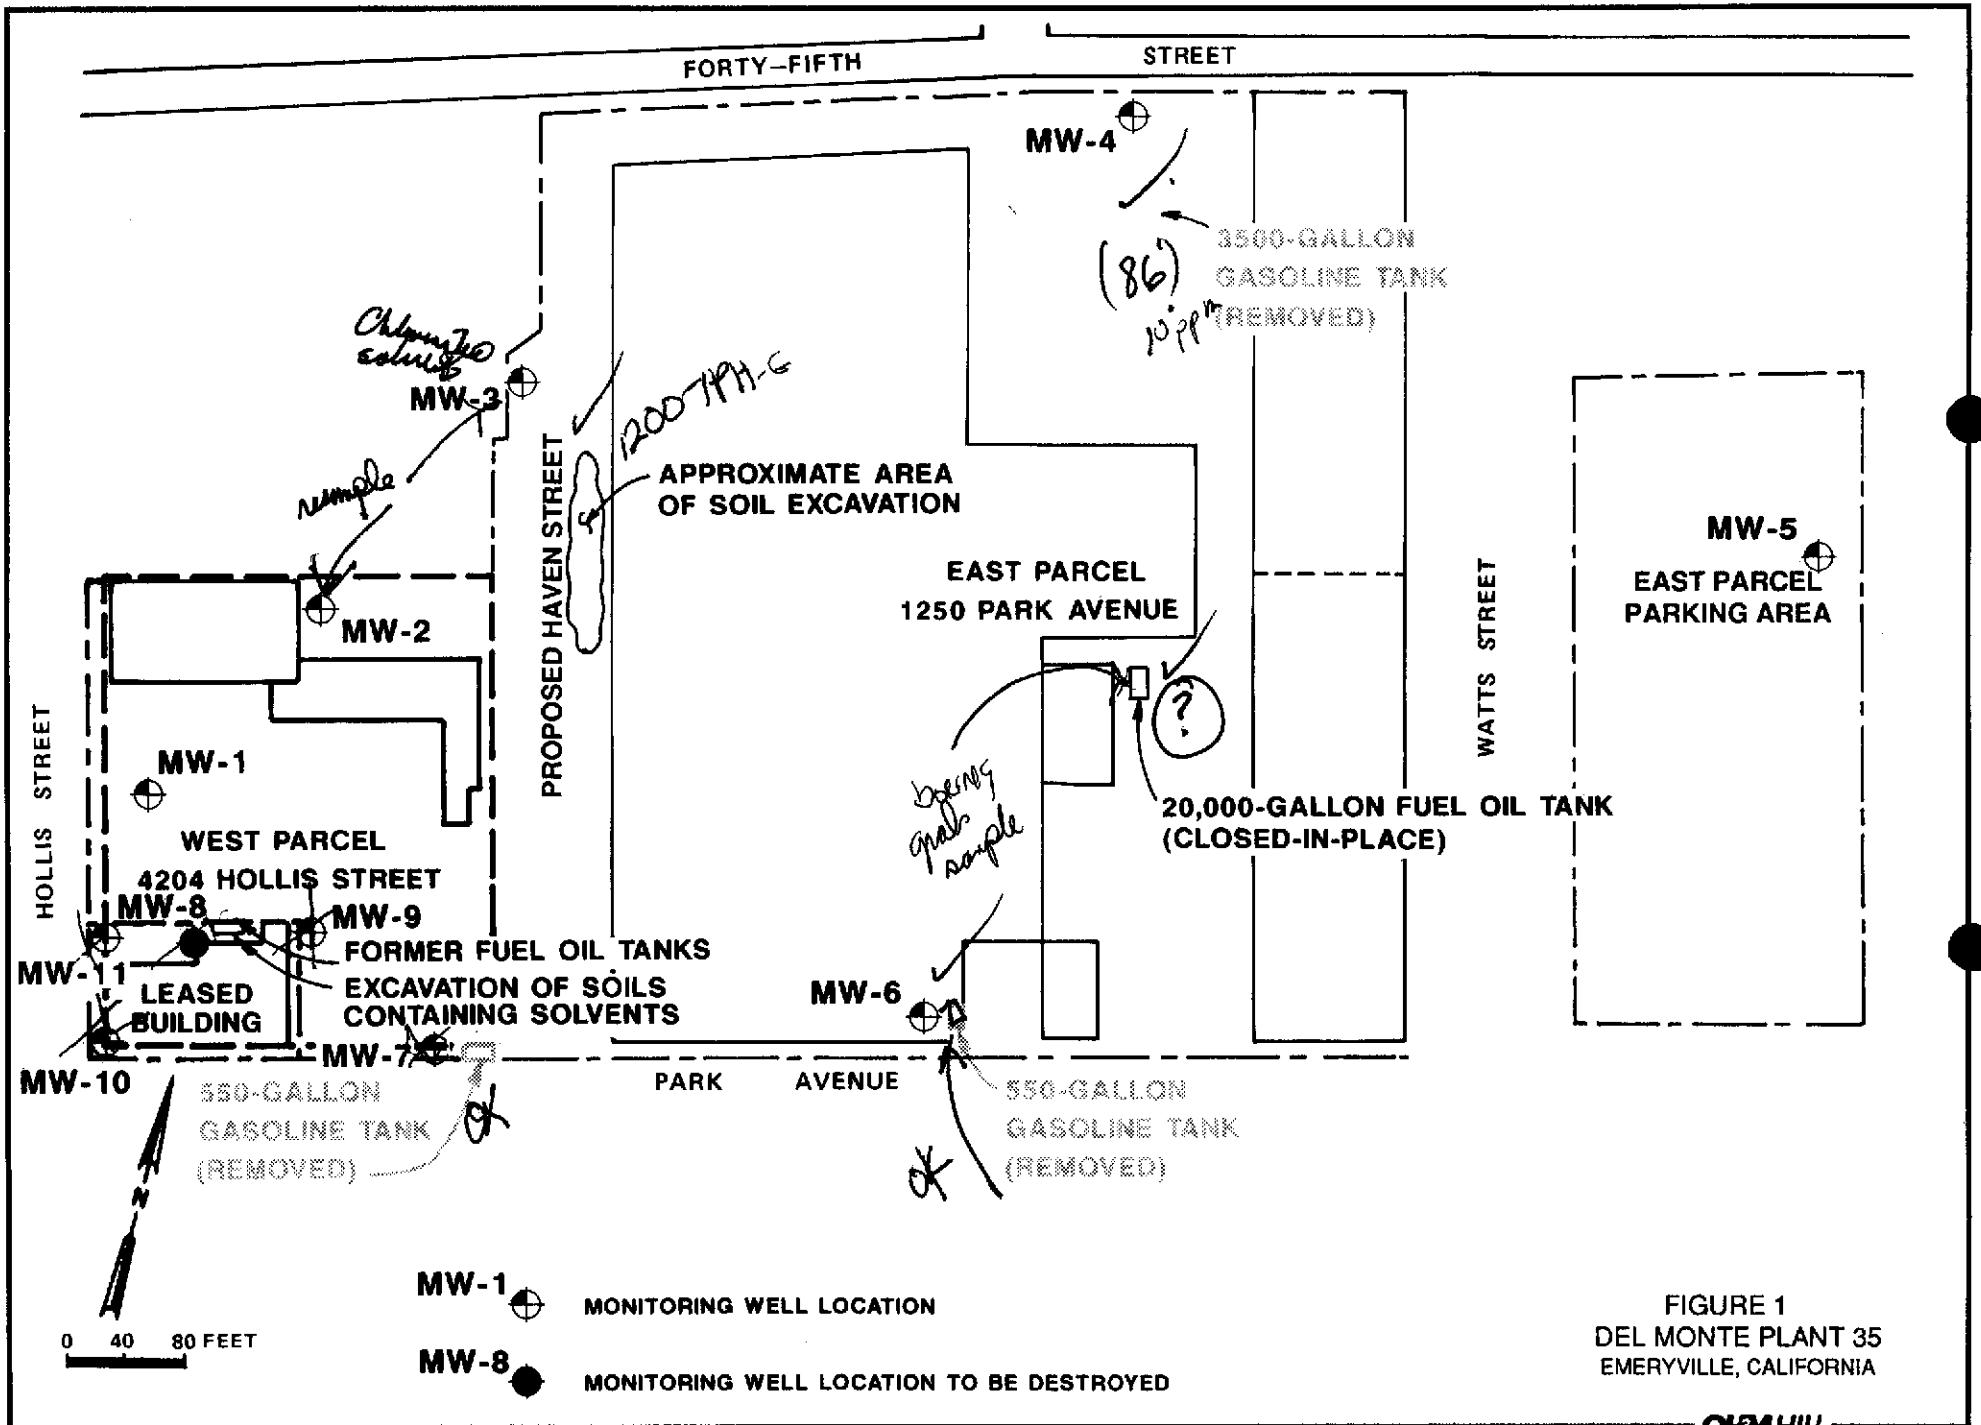 FORTY-FIFTH STREET
MW-4
3500-GALLON
GASOLINE TANK
(REMOVED)
(86')
10 ppm
MW-3
1200 TPH-G
resample
PROPOSED HAVEN STREET
APPROXIMATE AREA
OF SOIL EXCAVATION
MW-5
EAST PARCEL
PARKING AREA
EAST PARCEL
1250 PARK AVENUE
WATTS STREET
MW-2
?
HOLLIS STREET
MW-1
boring
grab
sample
20,000-GALLON FUEL OIL TANK
(CLOSED-IN-PLACE)
WEST PARCEL
4204 HOLLIS STREET
MW-8
MW-9
FORMER FUEL OIL TANKS
MW-11
EXCAVATION OF SOILS
CONTAINING SOLVENTS
LEASED
BUILDING
MW-6
MW-7
MW-10
PARK AVENUE
550-GALLON
GASOLINE TANK
(REMOVED)
OK
OK
550-GALLON
GASOLINE TANK
(REMOVED)
N
0 40 80 FEET
MW-1
MONITORING WELL LOCATION
MW-8
MONITORING WELL LOCATION TO BE DESTROYED
FIGURE 1
DEL MONTE PLANT 35
EMERYVILLE, CALIFORNIA